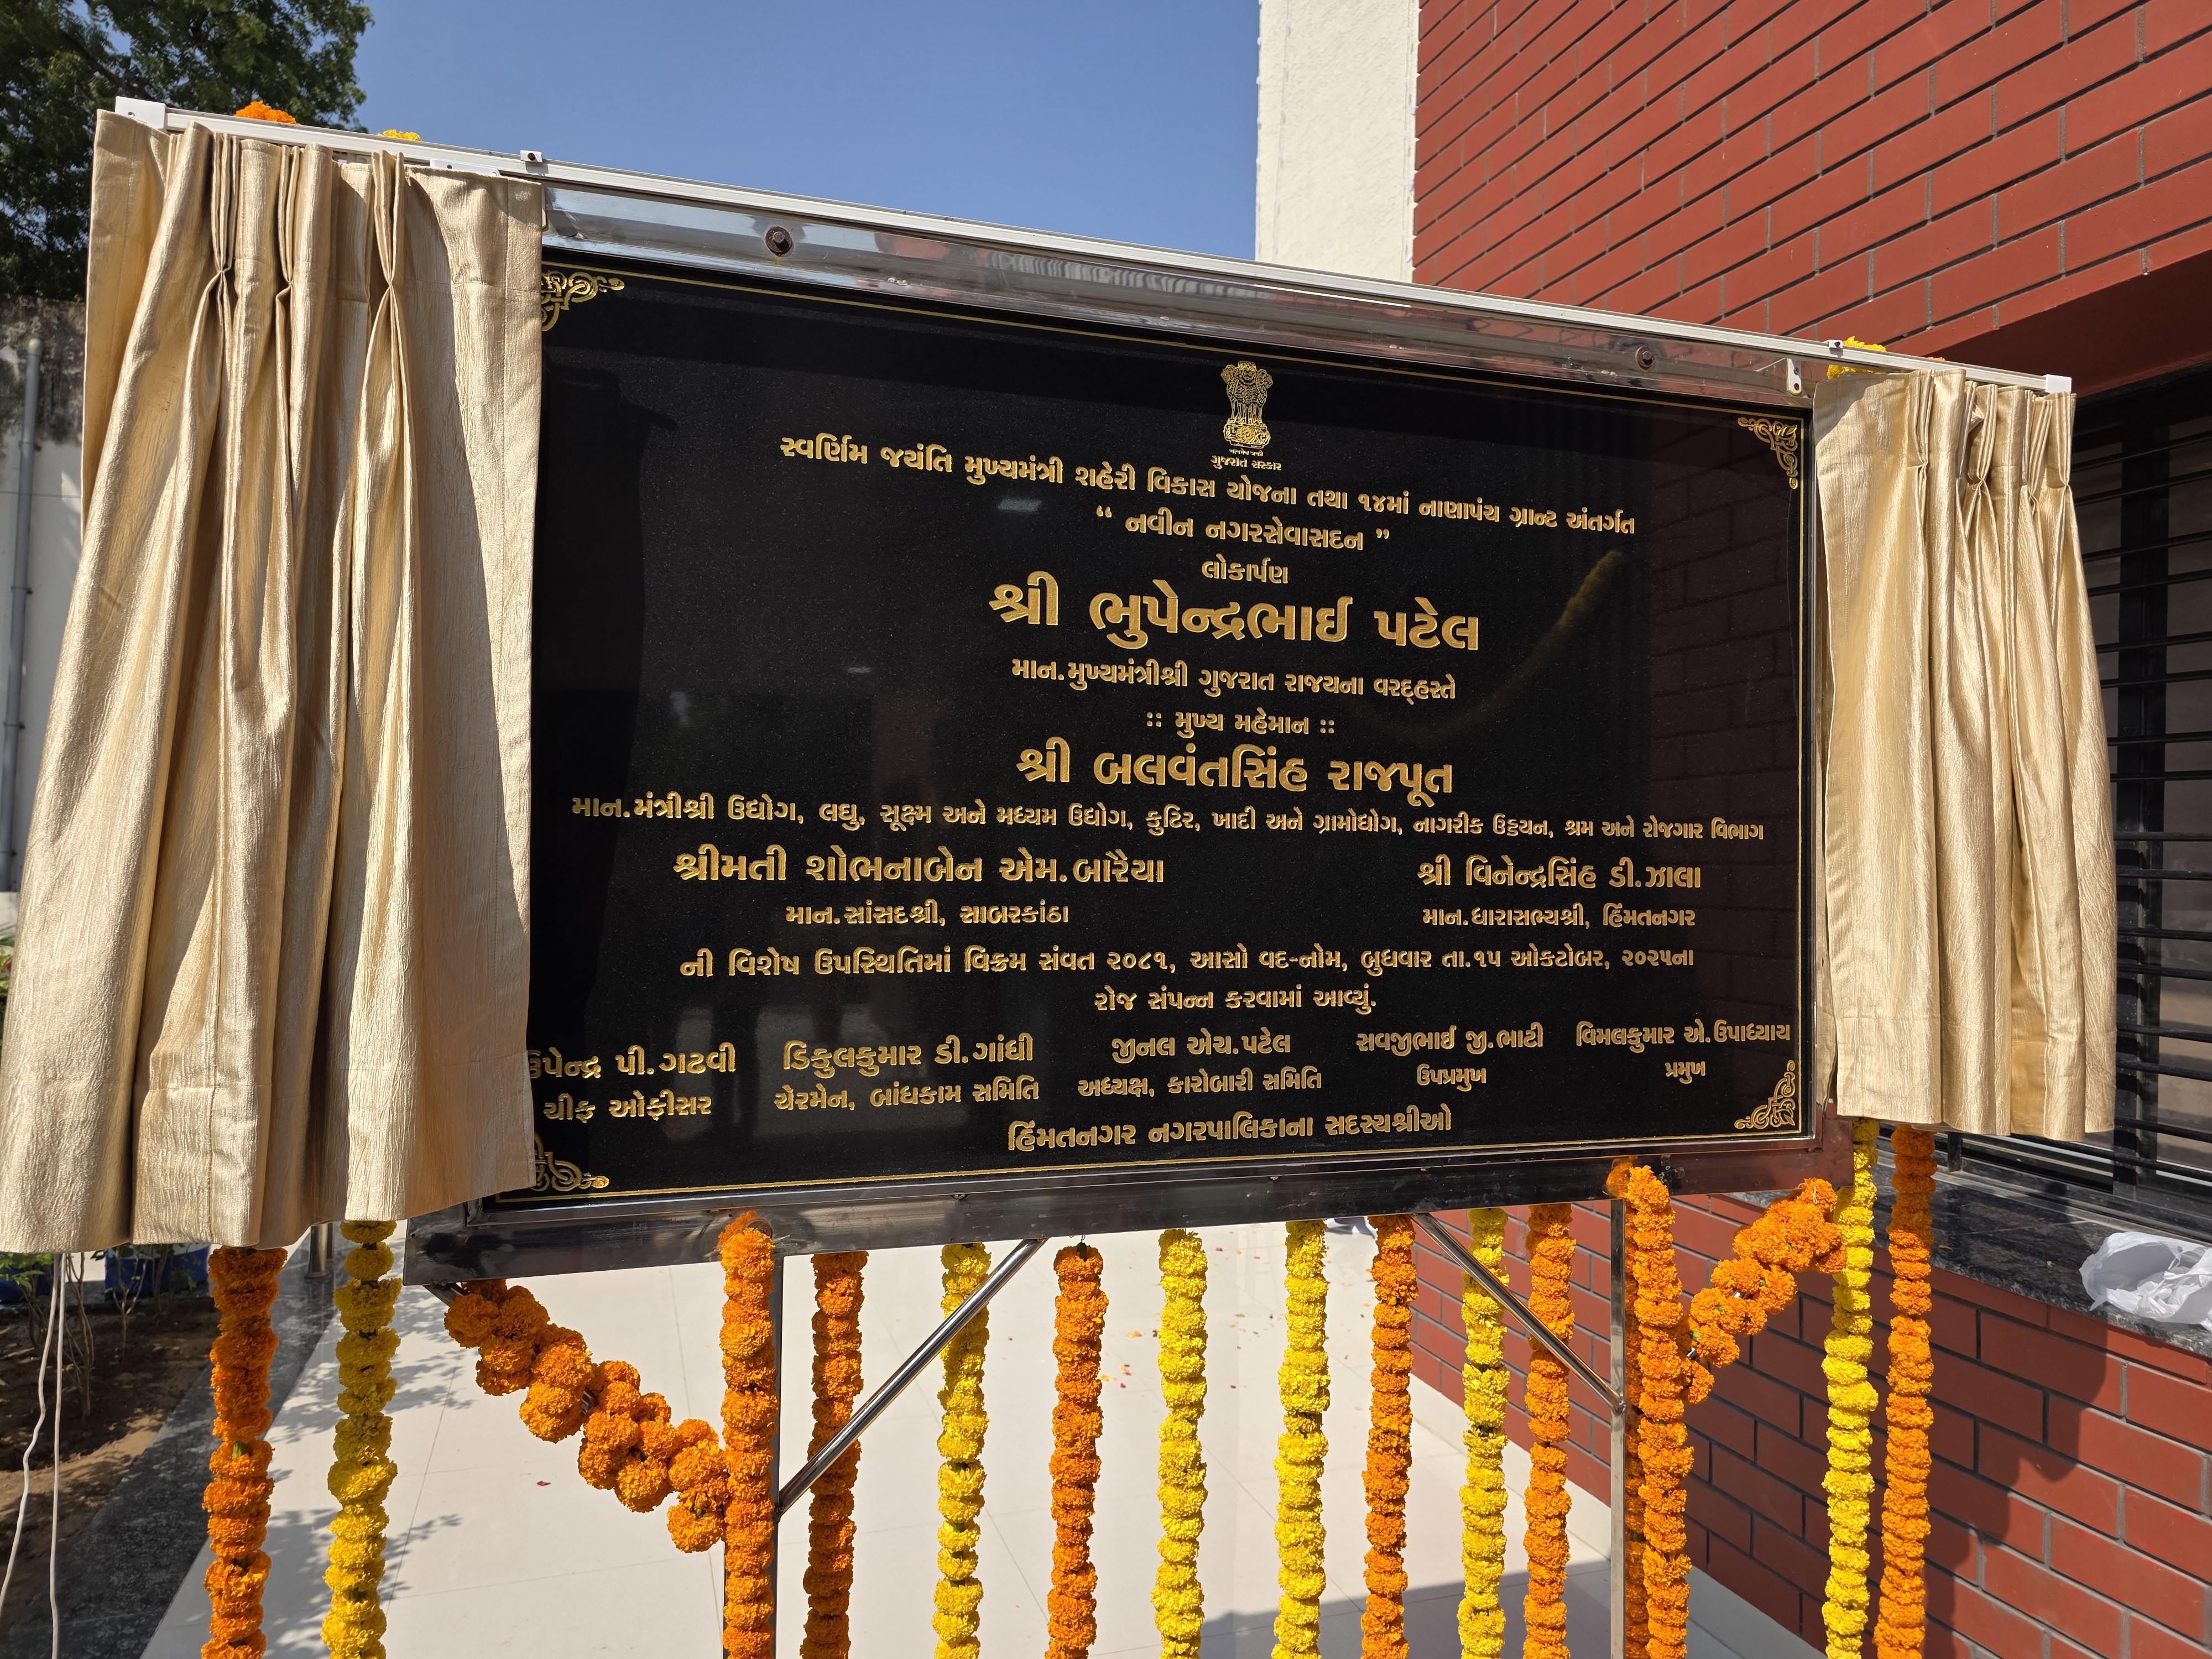 ગુજરાત સરકાર
સ્વર્ણિમ જયંતિ મુખ્યમંત્રી શહેરી વિકાસ યોજના તથા ૧૪માં નાણાપંચ ગ્રાન્ટ અંતર્ગત
“ નવીન નગરસેવાસદન ”
લોકાર્પણ
શ્રી ભુપેન્દ્રભાઈ પટેલ
માન.મુખ્યમંત્રીશ્રી ગુજરાત રાજયના વરદ્હસ્તે
:: મુખ્ય મહેમાન ::
શ્રી બલવંતસિંહ રાજપૂત
માન.મંત્રીશ્રી ઉદ્યોગ, લઘુ, સૂક્ષ્મ અને મધ્યમ ઉદ્યોગ, કુટિર, ખાદી અને ગ્રામોદ્યોગ, નાગરીક ઉડ્ડયન, શ્રમ અને રોજગાર વિભાગ
શ્રીમતી શોભનાબેન એમ.બારૈયા શ્રી વિનેન્દ્રસિંહ ડી.ઝાલા
માન.સાંસદશ્રી, સાબરકાંઠા માન.ધારાસભ્યશ્રી, હિંમતનગર
ની વિશેષ ઉપસ્થિતિમાં વિક્રમ સંવત ૨૦૮૧, આસો વદ-નોમ, બુધવાર તા.૧૫ ઓકટોબર, ૨૦૨૫ના
રોજ સંપન્ન કરવામાં આવ્યું.
ઉપેન્દ્ર પી.ગઢવી ડિકુલકુમાર ડી.ગાંધી જીનલ એચ.પટેલ સવજીભાઈ જી.ભાટી વિમલકુમાર એ.ઉપાધ્યાય
ચીફ ઓફીસર ચેરમેન, બાંધકામ સમિતિ અધ્યક્ષ, કારોબારી સમિતિ ઉપપ્રમુખ પ્રમુખ
હિંમતનગર નગરપાલિકાના સદસ્યશ્રીઓ